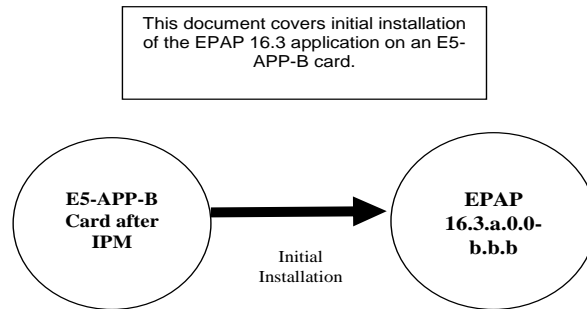 This document covers initial installation
of the EPAP 16.3 application on an E5-
APP-B card.
E5-APP-B
Card after
IPM
Initial
Installation
EPAP
16.3.a.0.0-
b.b.b